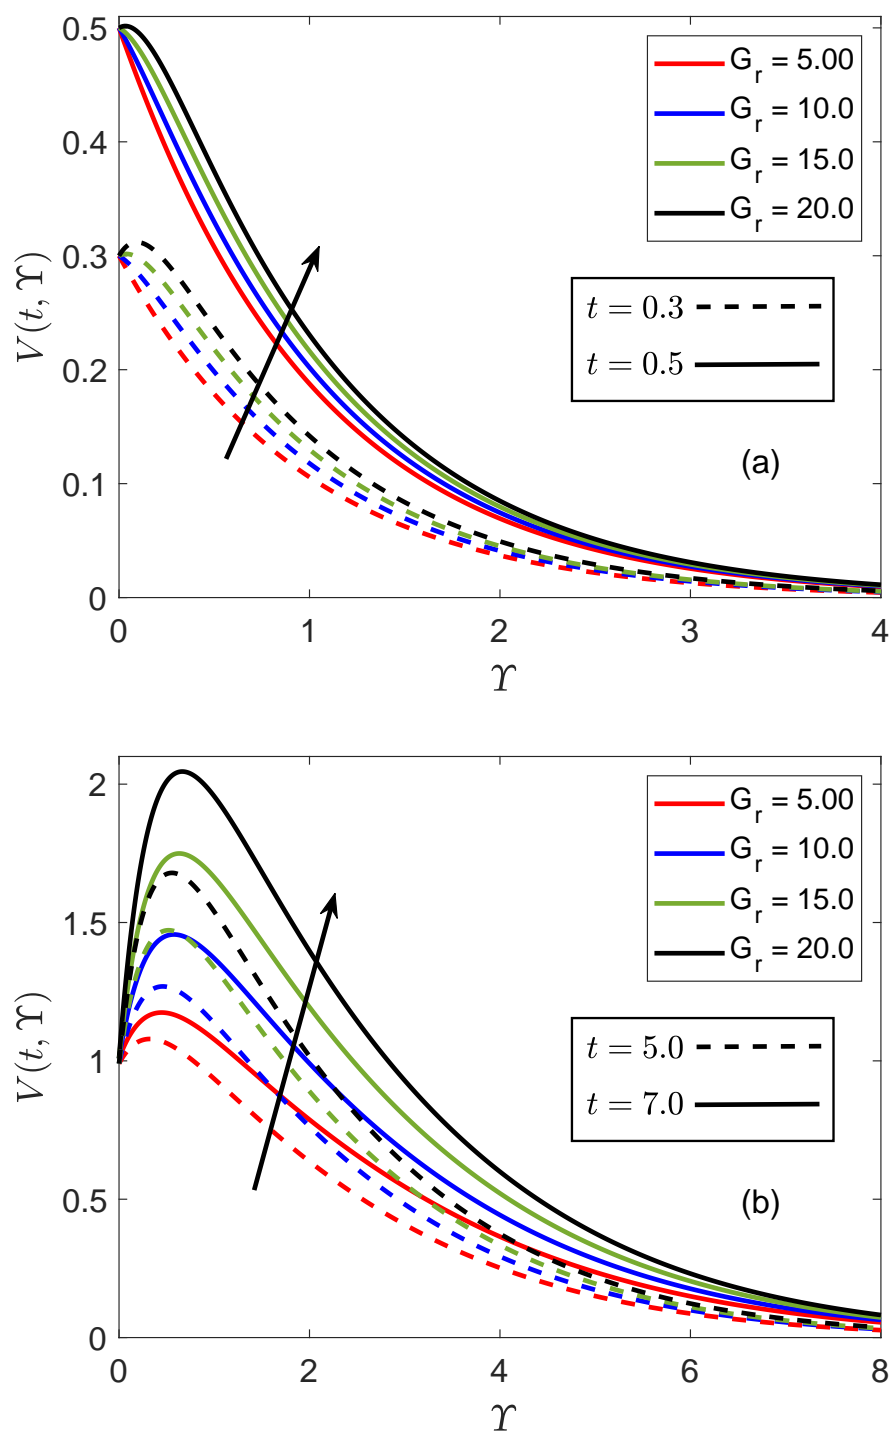 0.5
0.4
0.3
0.2
0.1
0
V(t, ϒ)
G_r = 5.00
G_r = 10.0
G_r = 15.0
G_r = 20.0
t = 0.3
t = 0.5
(a)
0 1 2 3 4
ϒ
2
1.5
1
0.5
0
V(t, ϒ)
G_r = 5.00
G_r = 10.0
G_r = 15.0
G_r = 20.0
t = 5.0
t = 7.0
(b)
0 2 4 6 8
ϒ